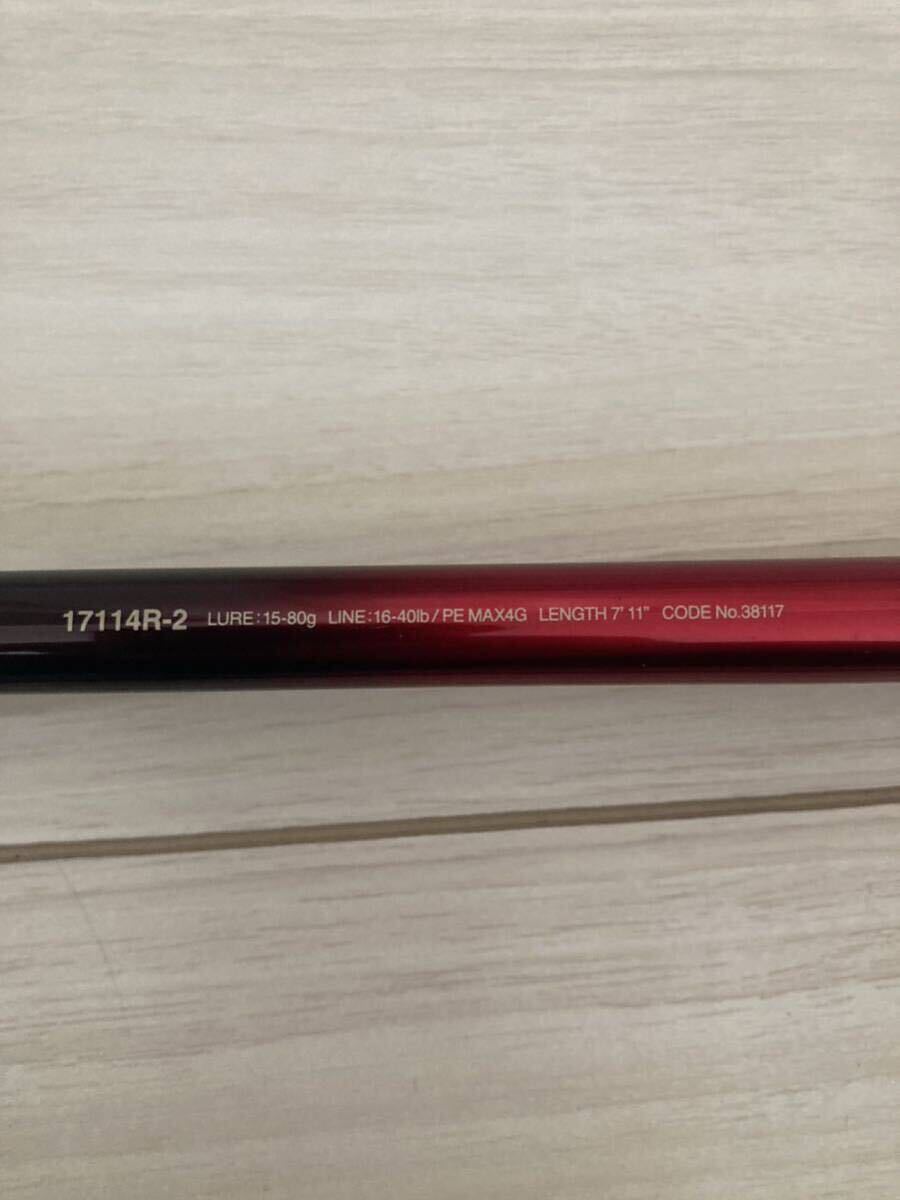 17114R-2 LURE:15-80g LINE:16-40lb/PE MAX4G LENGTH 7' 11" CODE No.38117